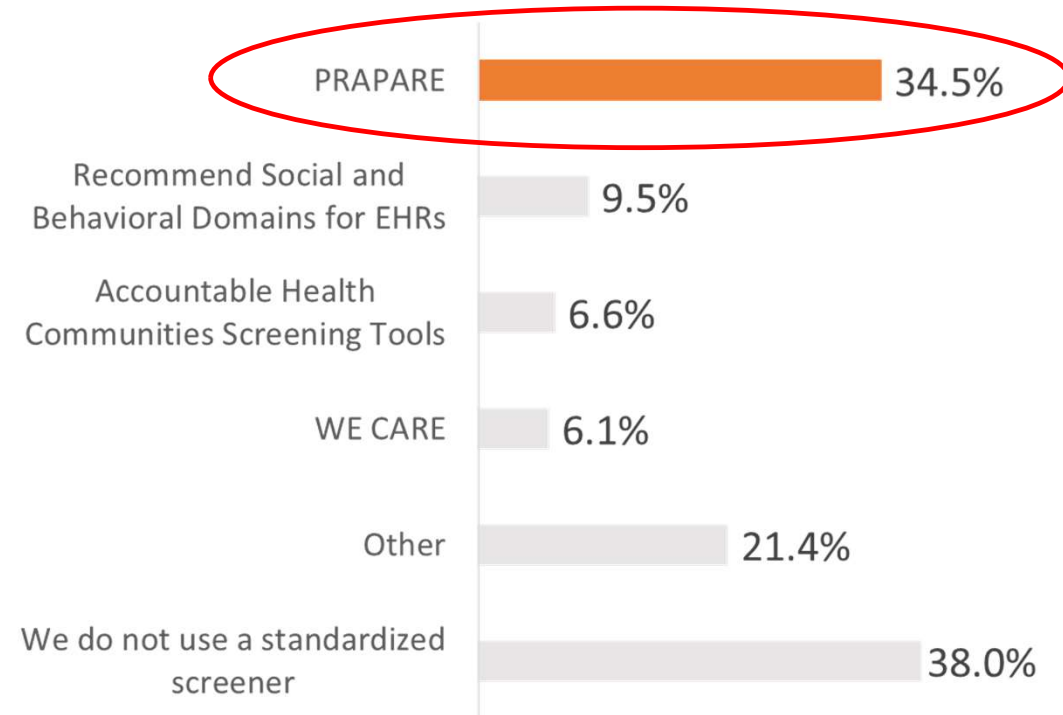 PRAPARE
34.5%
Recommend Social and
Behavioral Domains for EHRs
9.5%
Accountable Health
Communities Screening Tools
6.6%
WE CARE
6.1%
Other
21.4%
We do not use a standardized
screener
38.0%